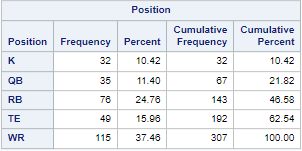 Position
Position Frequency Percent Cumulative Frequency Cumulative Percent
K 32 10.42 32 10.42
QB 35 11.40 67 21.82
RB 76 24.76 143 46.58
TE 49 15.96 192 62.54
WR 115 37.46 307 100.00